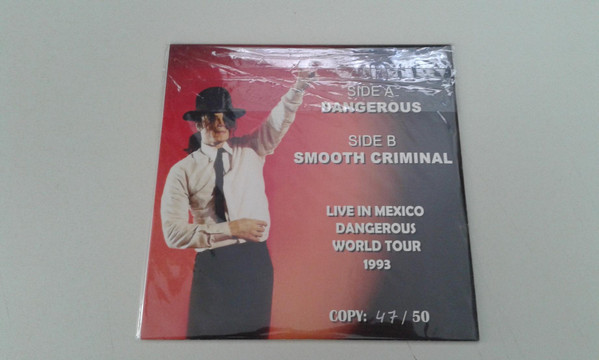 SIDE A
DANGEROUS
SIDE B
SMOOTH CRIMINAL
LIVE IN MEXICO
DANGEROUS
WORLD TOUR
1993
COPY: 47/50